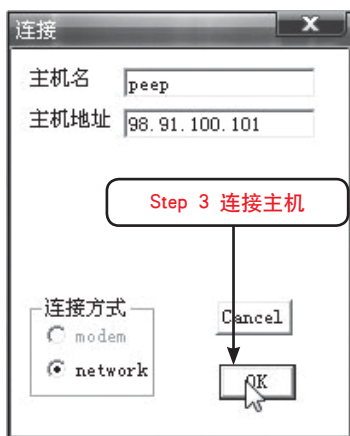 连接
主机名 peep
主机地址 98.91.100.101
Step 3 连接主机
连接方式
modem
Cancel
network
OK